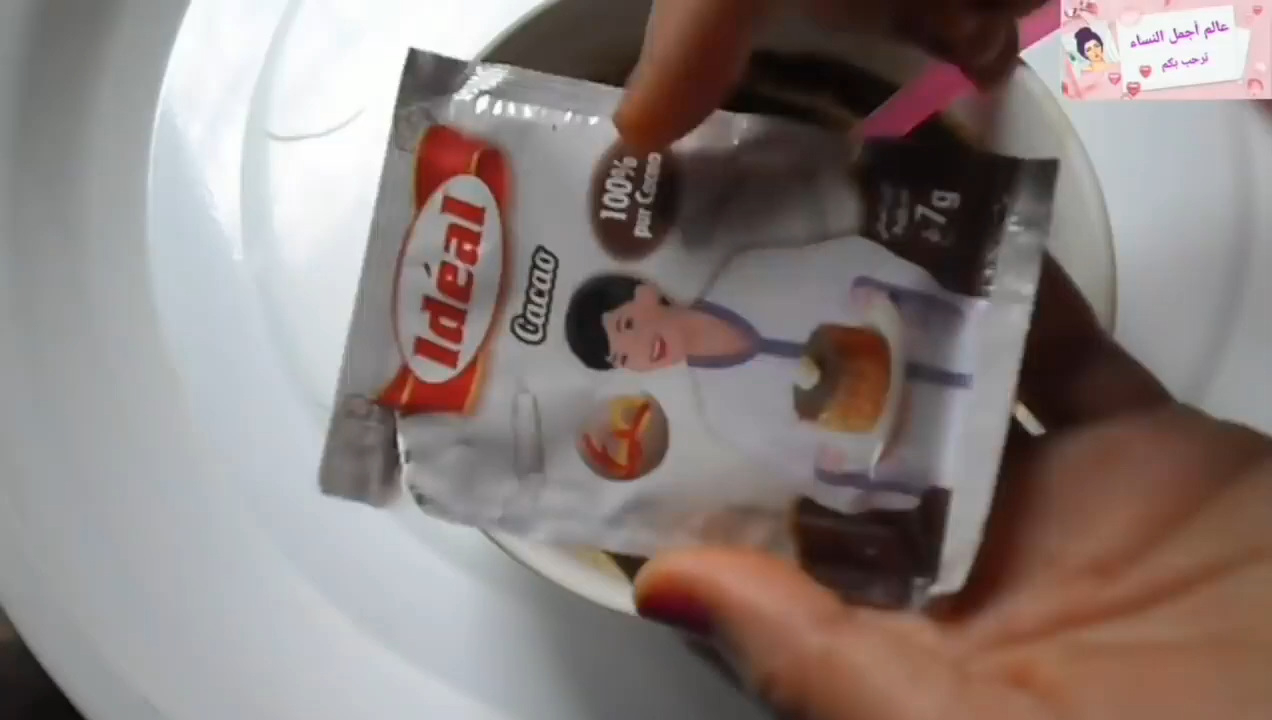 عالم أجمل النساء
ترحب بكم
Idéal
Cacao
100%
pur Cacao
7g